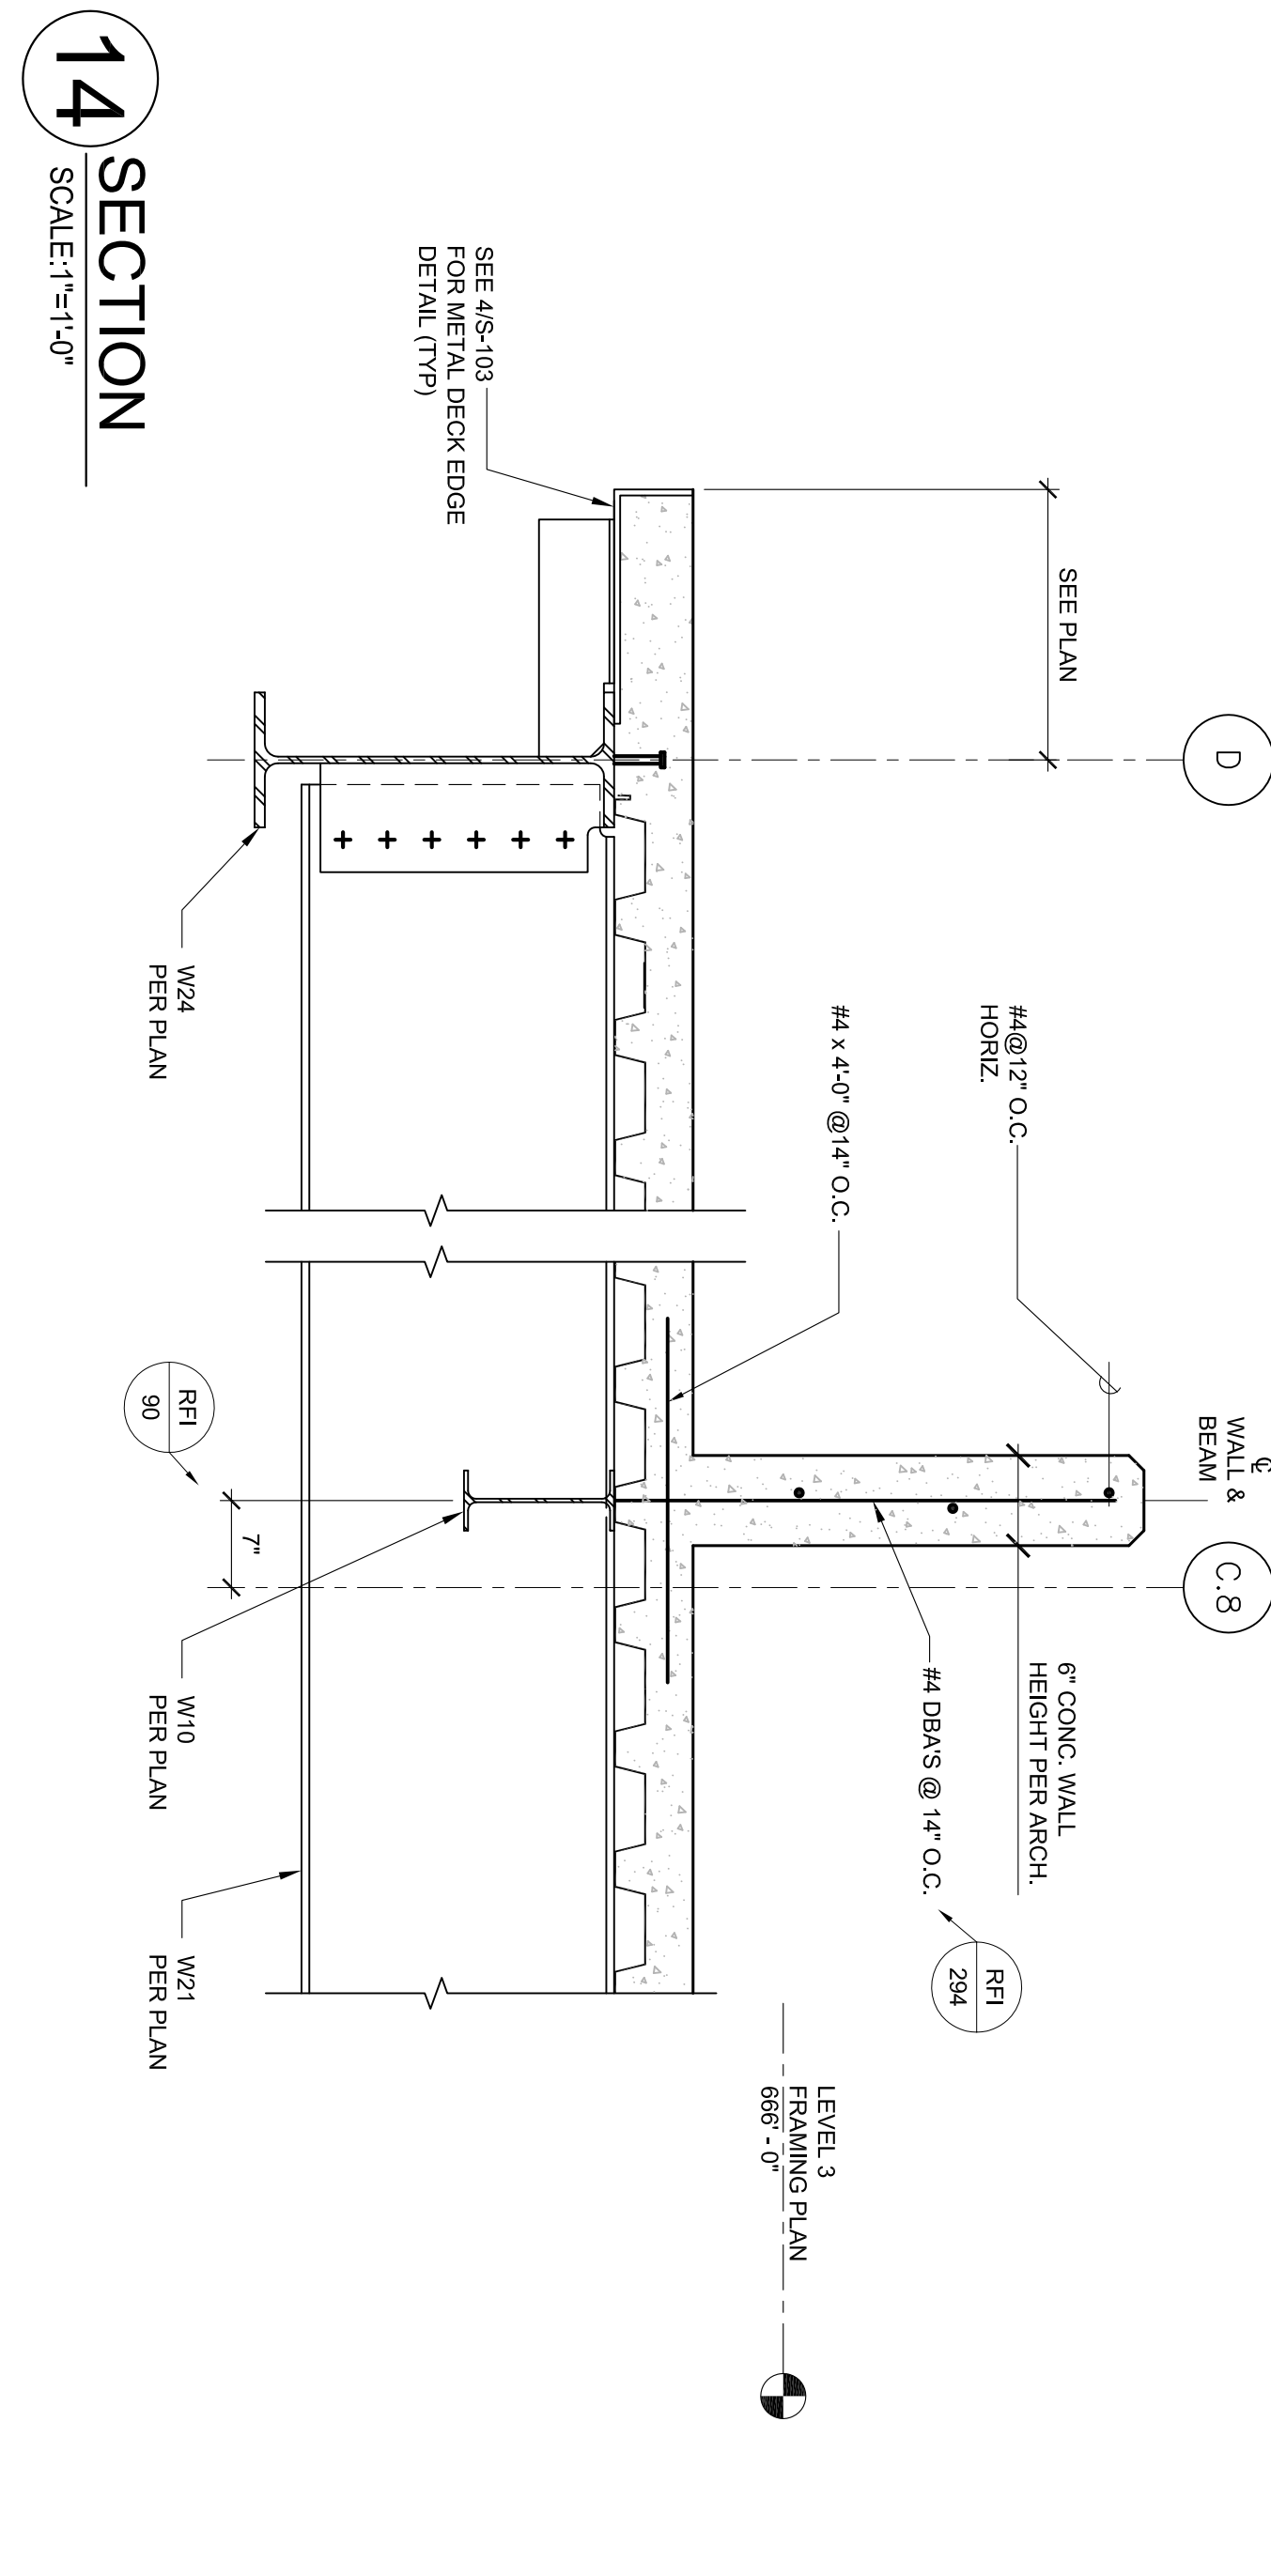 D
C.8
℄
WALL &
BEAM
SEE PLAN
6" CONC. WALL
HEIGHT PER ARCH.
#4@12" O.C.
HORIZ.
#4 DBA'S @ 14" O.C.
RFI
294
#4 x 4'-0" @14" O.C.
LEVEL 3
FRAMING PLAN
666' - 0"
SEE 4/S-103
FOR METAL DECK EDGE
DETAIL (TYP)
7"
RFI
90
W24
PER PLAN
W10
PER PLAN
W21
PER PLAN
14
SECTION
SCALE:1"=1'-0"